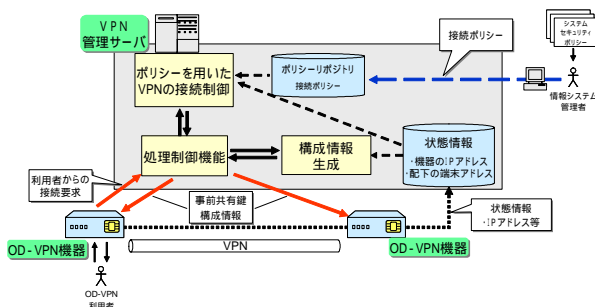 VPN
管理サーバ
システム
セキュリティ
ポリシー
接続ポリシー
ポリシーを用いた
VPNの接続制御
ポリシーリポジトリ
接続ポリシー
情報システム
管理者
処理制御機能
構成情報
生成
状態情報
・機器のIPアドレス
・配下の端末アドレス
利用者からの
接続要求
事前共有鍵
構成情報
状態情報
・IPアドレス等
OD-VPN機器
VPN
OD-VPN機器
OD-VPN
利用者